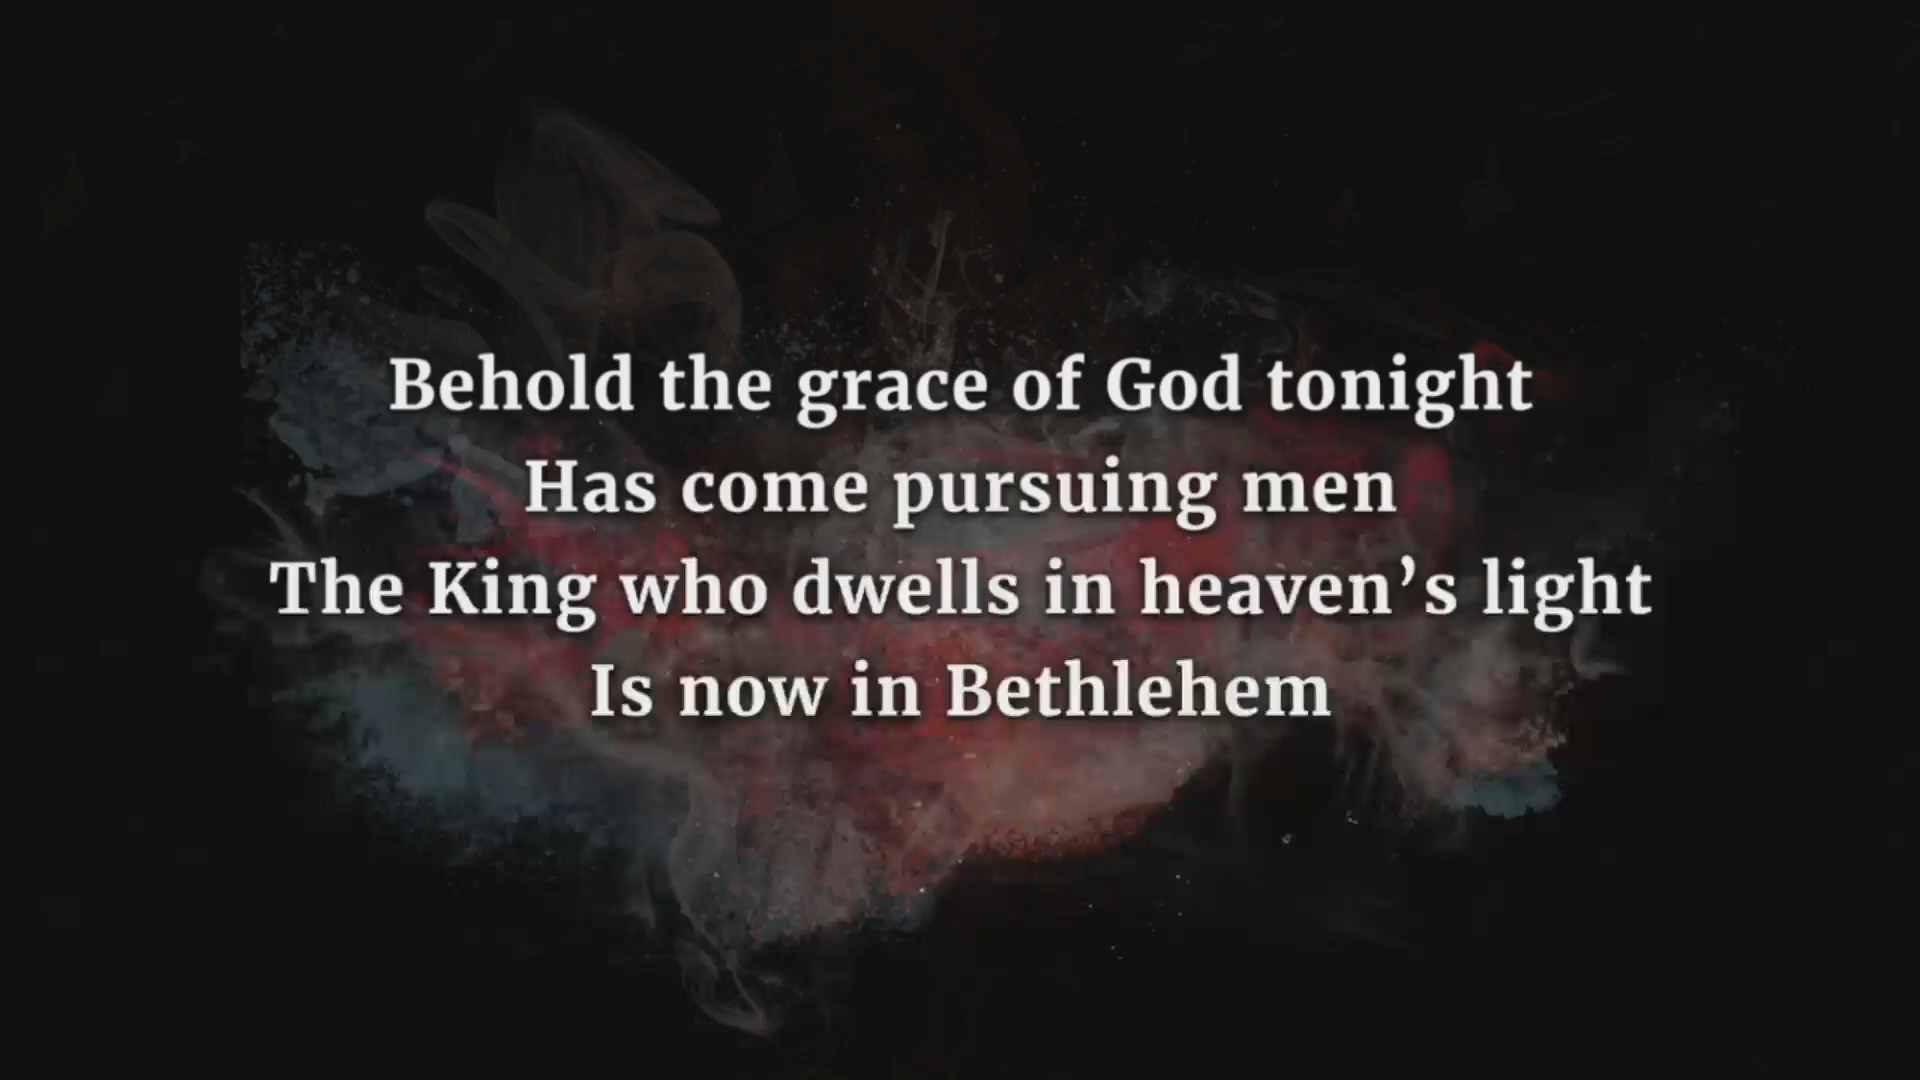 Behold the grace of God tonight
Has come pursuing men
The King who dwells in heaven’s light
Is now in Bethlehem